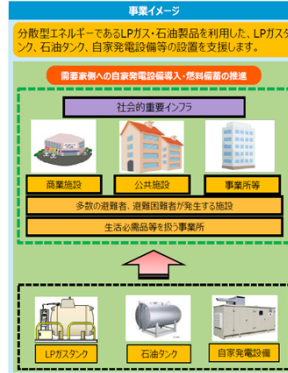 事業イメージ
分散型エネルギーであるLPガス・石油製品を利用した、LPガスタ
ンク、石油タンク、自家発電設備等の設置を支援します。
需要家側への自家発電設備導入・燃料備蓄の推進
社会的重要インフラ
商業施設
公共施設
事業所等
多数の避難者、避難困難者が発生する施設
生活必需品等を扱う事業所
LPガスタンク
石油タンク
自家発電設備